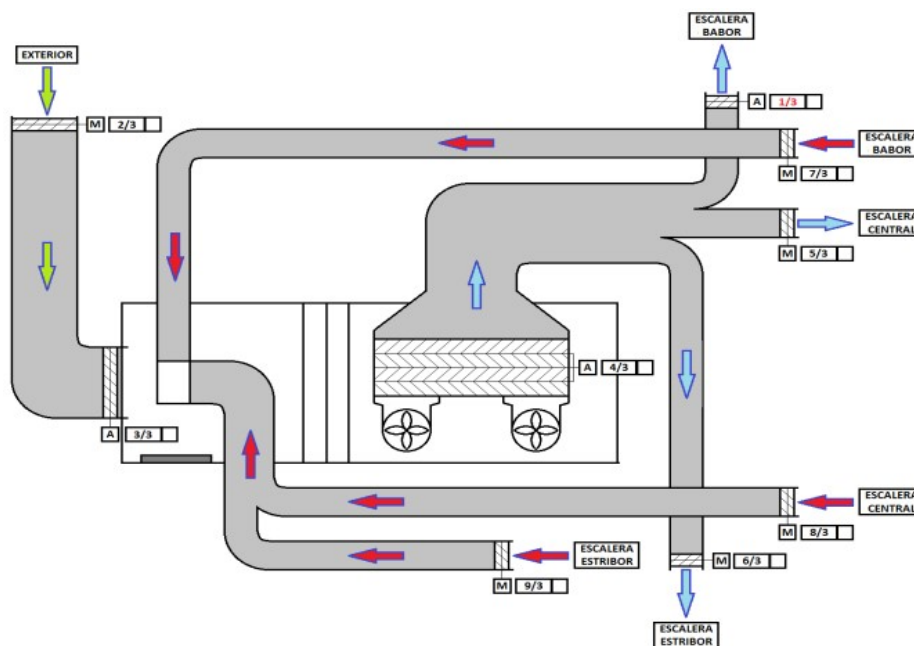 ESCALERA
BABOR
EXTERIOR
A 1/3
M 2/3
ESCALERA
BABOR
M 7/3
ESCALERA
CENTRAL
M 5/3
A 4/3
A 3/3
ESCALERA
CENTRAL
M 8/3
ESCALERA
ESTRIBOR
M 6/3
M 9/3
ESCALERA
ESTRIBOR